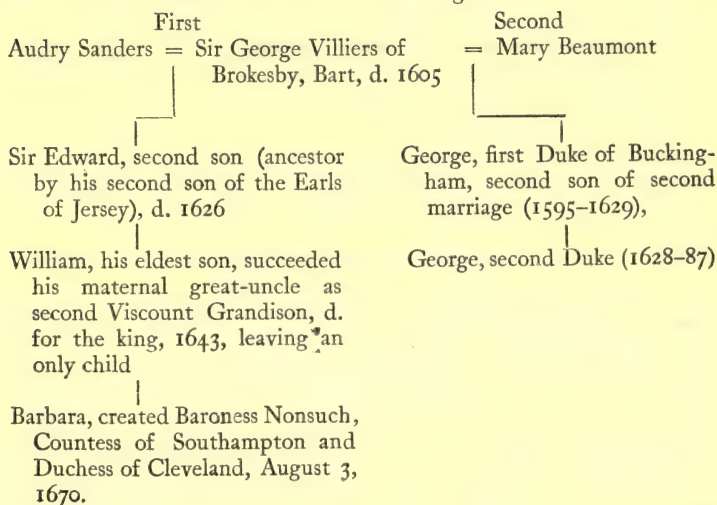 First Second
Audry Sanders = Sir George Villiers of = Mary Beaumont
Brokesby, Bart, d. 1605
Sir Edward, second son (ancestor
by his second son of the Earls
of Jersey), d. 1626
William, his eldest son, succeeded
his maternal great-uncle as
second Viscount Grandison, d.
for the king, 1643, leaving an
only child
Barbara, created Baroness Nonsuch,
Countess of Southampton and
Duchess of Cleveland, August 3,
1670.
George, first Duke of Bucking-
ham, second son of second
marriage (1595–1629),
George, second Duke (1628–87)